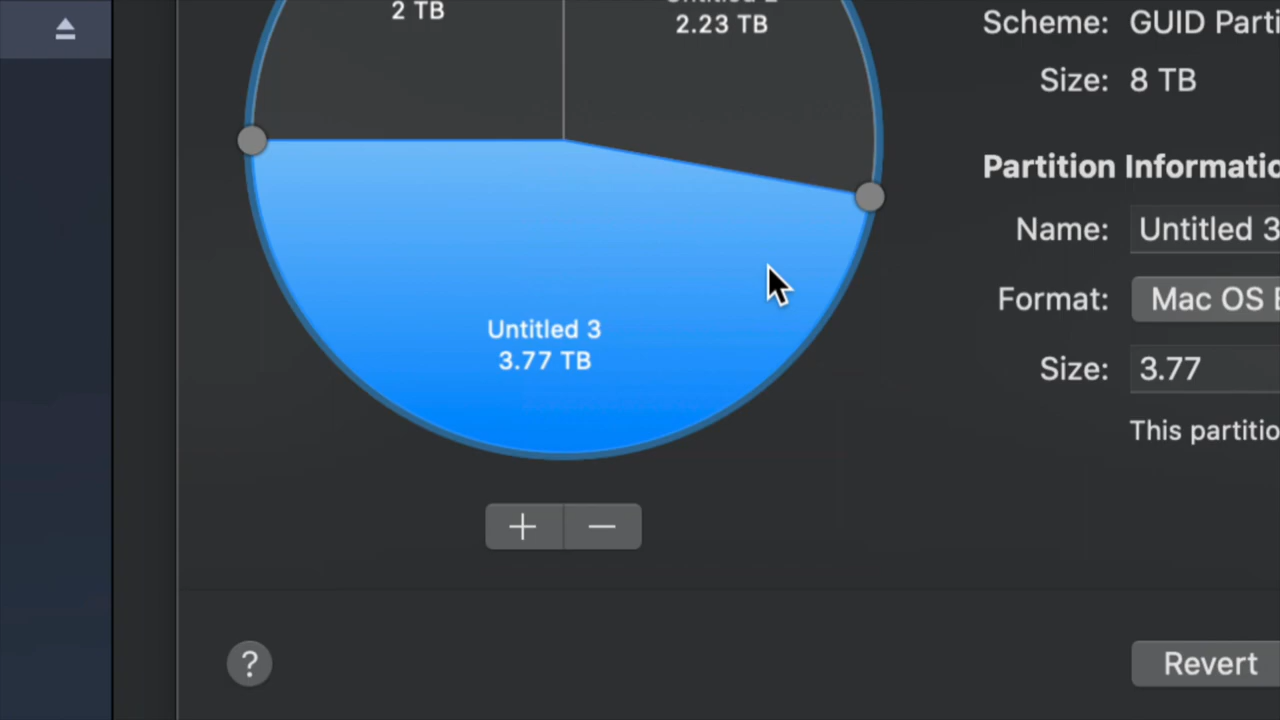 2 TB
2.23 TB
Untitled 3
3.77 TB
Scheme: GUID Parti
Size: 8 TB
Partition Informatio
Name: Untitled 3
Format: Mac OS E
Size: 3.77
This partitio
?
Revert